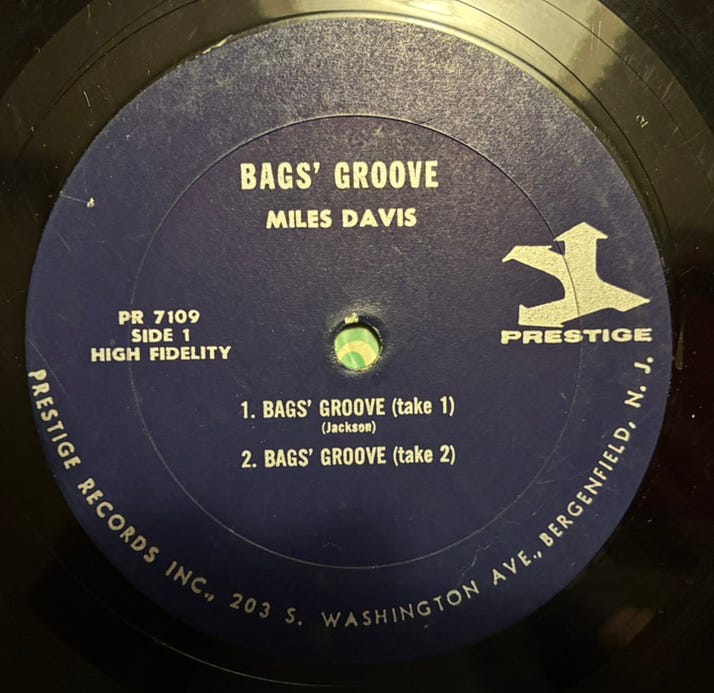 BAGS' GROOVE
MILES DAVIS
PR 7109
SIDE 1
HIGH FIDELITY
PRESTIGE
1. BAGS' GROOVE (take 1)
(Jackson)
2. BAGS' GROOVE (take 2)
PRESTIGE RECORDS INC., 203 S. WASHINGTON AVE., BERGENFIELD, N. J.